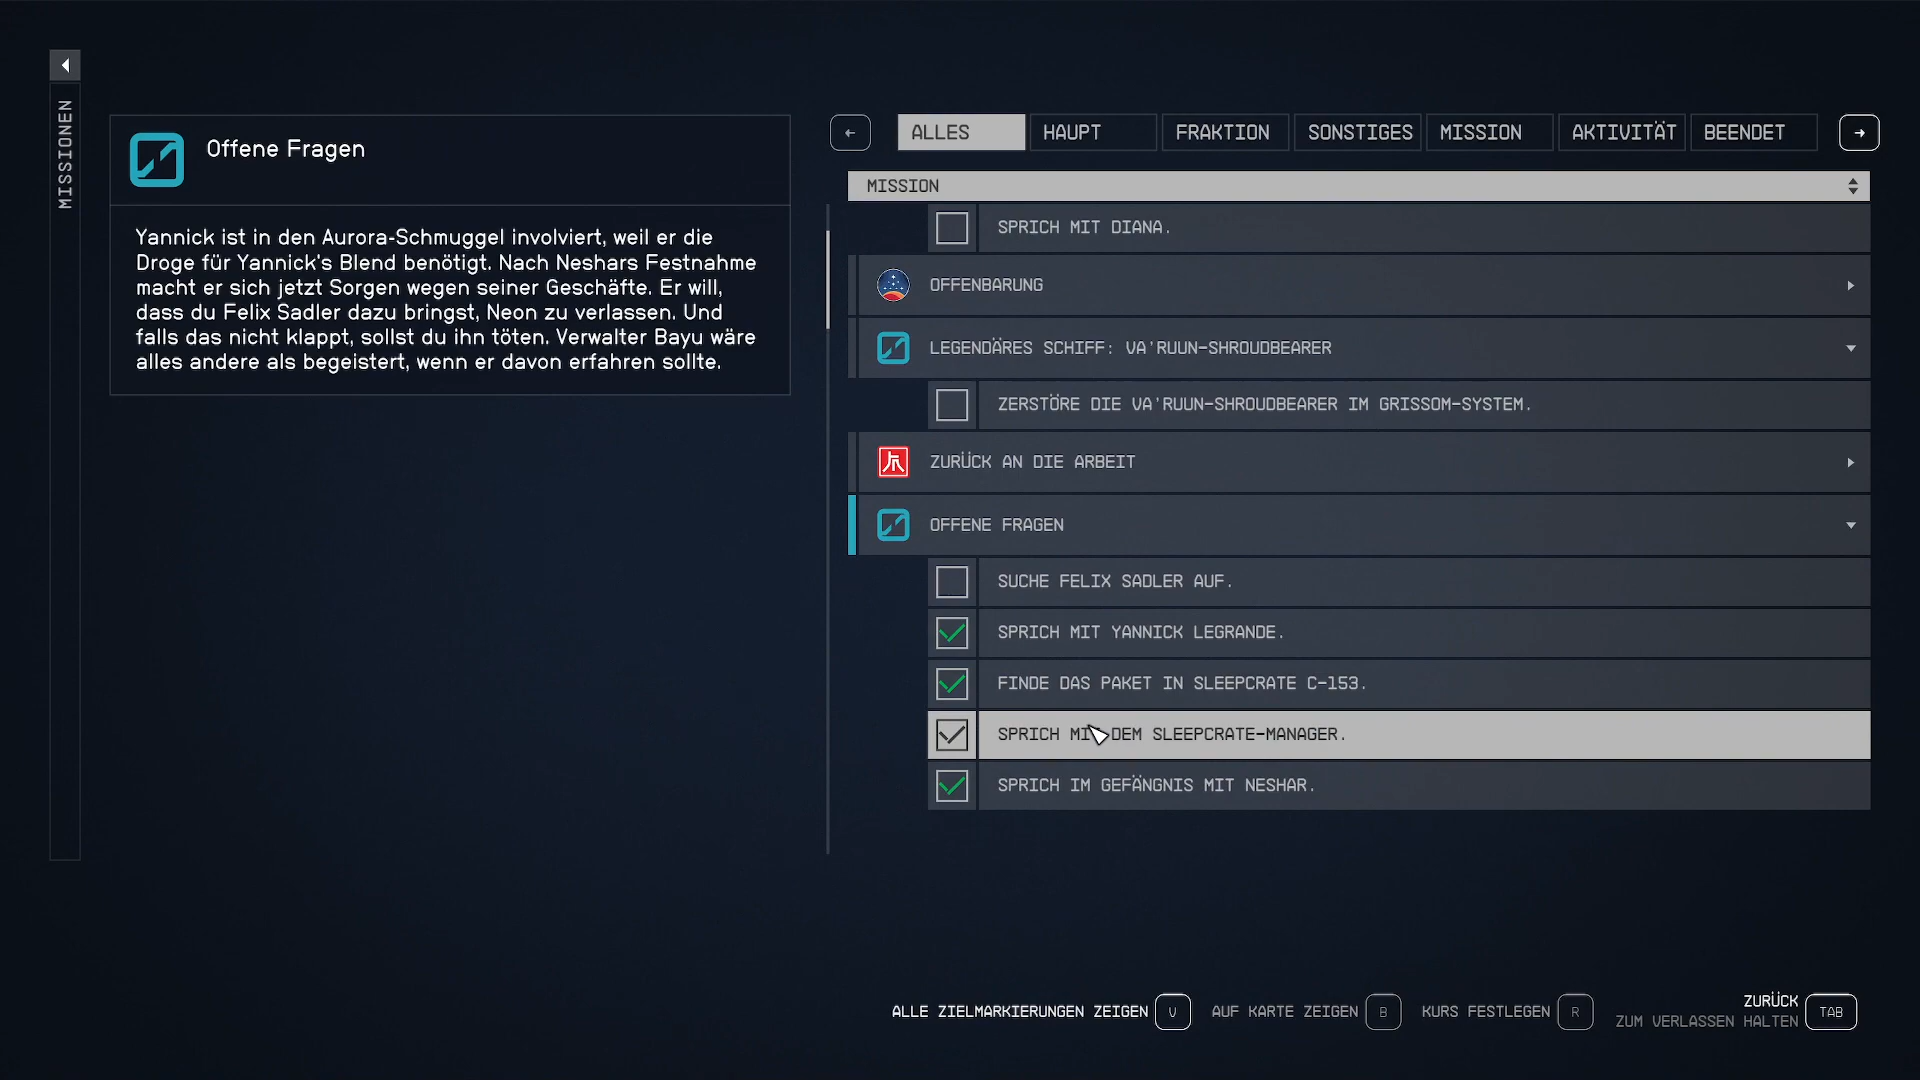 MISSIONEN
Offene Fragen
Yannick ist in den Aurora-Schmuggel involviert, weil er die
Droge für Yannick's Blend benötigt. Nach Neshars Festnahme
macht er sich jetzt Sorgen wegen seiner Geschäfte. Er will,
dass du Felix Sadler dazu bringst, Neon zu verlassen. Und
falls das nicht klappt, sollst du ihn töten. Verwalter Bayu wäre
alles andere als begeistert, wenn er davon erfahren sollte.
ALLES HAUPT FRAKTION SONSTIGES MISSION AKTIVITÄT BEENDET
MISSION
SPRICH MIT DIANA.
OFFENBARUNG
LEGENDÄRES SCHIFF: VA'RUUN-SHROUDBEARER
ZERSTÖRE DIE VA'RUUN-SHROUDBEARER IM GRISSOM-SYSTEM.
ZURÜCK AN DIE ARBEIT
OFFENE FRAGEN
SUCHE FELIX SADLER AUF.
SPRICH MIT YANNICK LEGRANDE.
FINDE DAS PAKET IN SLEEPCRATE C-153.
SPRICH MIT DEM SLEEPCRATE-MANAGER.
SPRICH IM GEFÄNGNIS MIT NESHAR.
ALLE ZIELMARKIERUNGEN ZEIGEN V AUF KARTE ZEIGEN B KURS FESTLEGEN R ZURÜCK
ZUM VERLASSEN HALTEN TAB